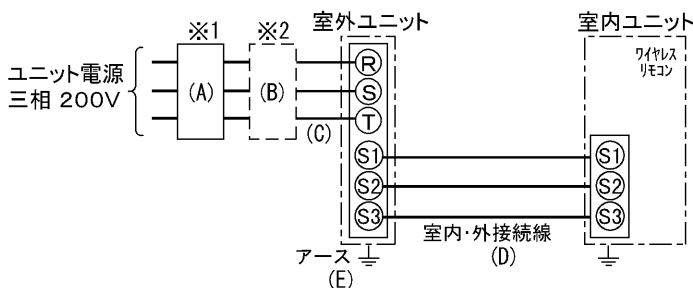 ※1
※2
室外ユニット
室内ユニット
ユニット電源
三相 200V
(A)
(B)
(C)
R
S
T
S1
S2
S3
ワイヤレス
リモコン
S1
S2
S3
室内・外接続線
(D)
アース
(E)